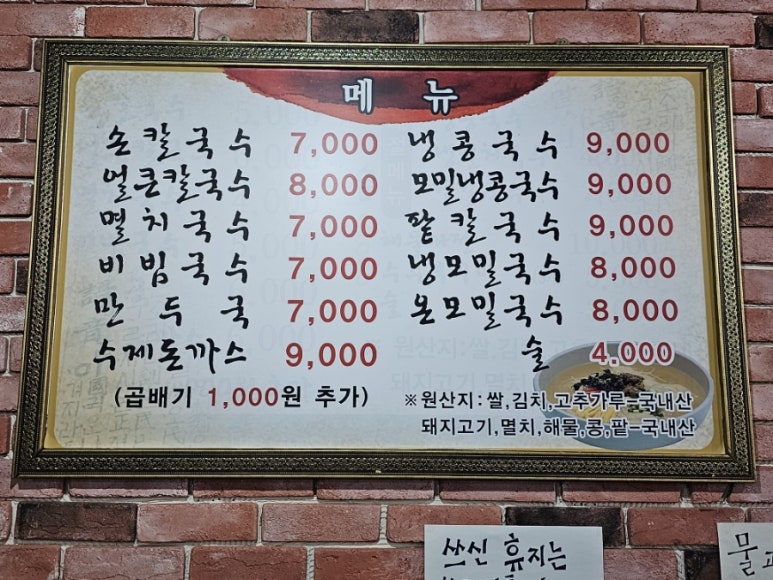 메 뉴
손칼국수 7,000
얼큰칼국수 8,000
멸치국수 7,000
비빔국수 7,000
만두국 7,000
수제돈까스 9,000
(곱배기 1,000원 추가)
냉콩국수 9,000
모밀냉콩국수 9,000
팥칼국수 9,000
냉모밀국수 8,000
온모밀국수 8,000
술 4.000
※원산지:쌀,김치,고추가루-국내산
돼지고기,멸치,해물,콩,팥-국내산
쓰신 휴지는
물